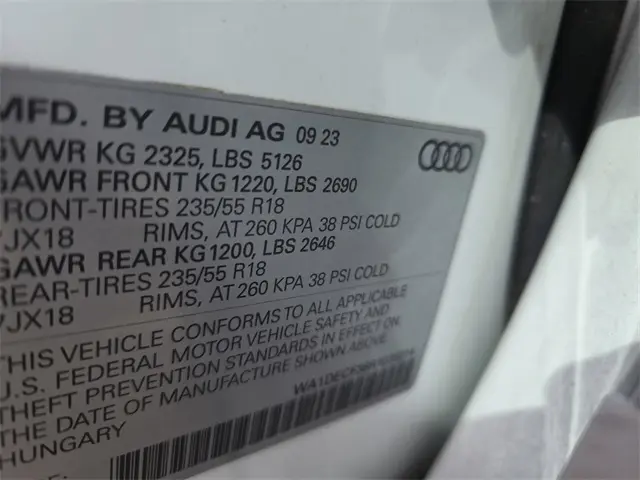 MFD. BY AUDI AG 09 23
GVWR KG 2325, LBS 5126
GAWR FRONT KG 1220, LBS 2690
FRONT-TIRES 235/55 R18
7JX18 RIMS, AT 260 KPA 38 PSI COLD
GAWR REAR KG 1200, LBS 2646
REAR-TIRES 235/55 R18
7JX18 RIMS, AT 260 KPA 38 PSI COLD
THIS VEHICLE CONFORMS TO ALL APPLICABLE
U.S. FEDERAL MOTOR VEHICLE SAFETY AND
THEFT PREVENTION STANDARDS IN EFFECT ON
THE DATE OF MANUFACTURE SHOWN ABOVE.
HUNGARY